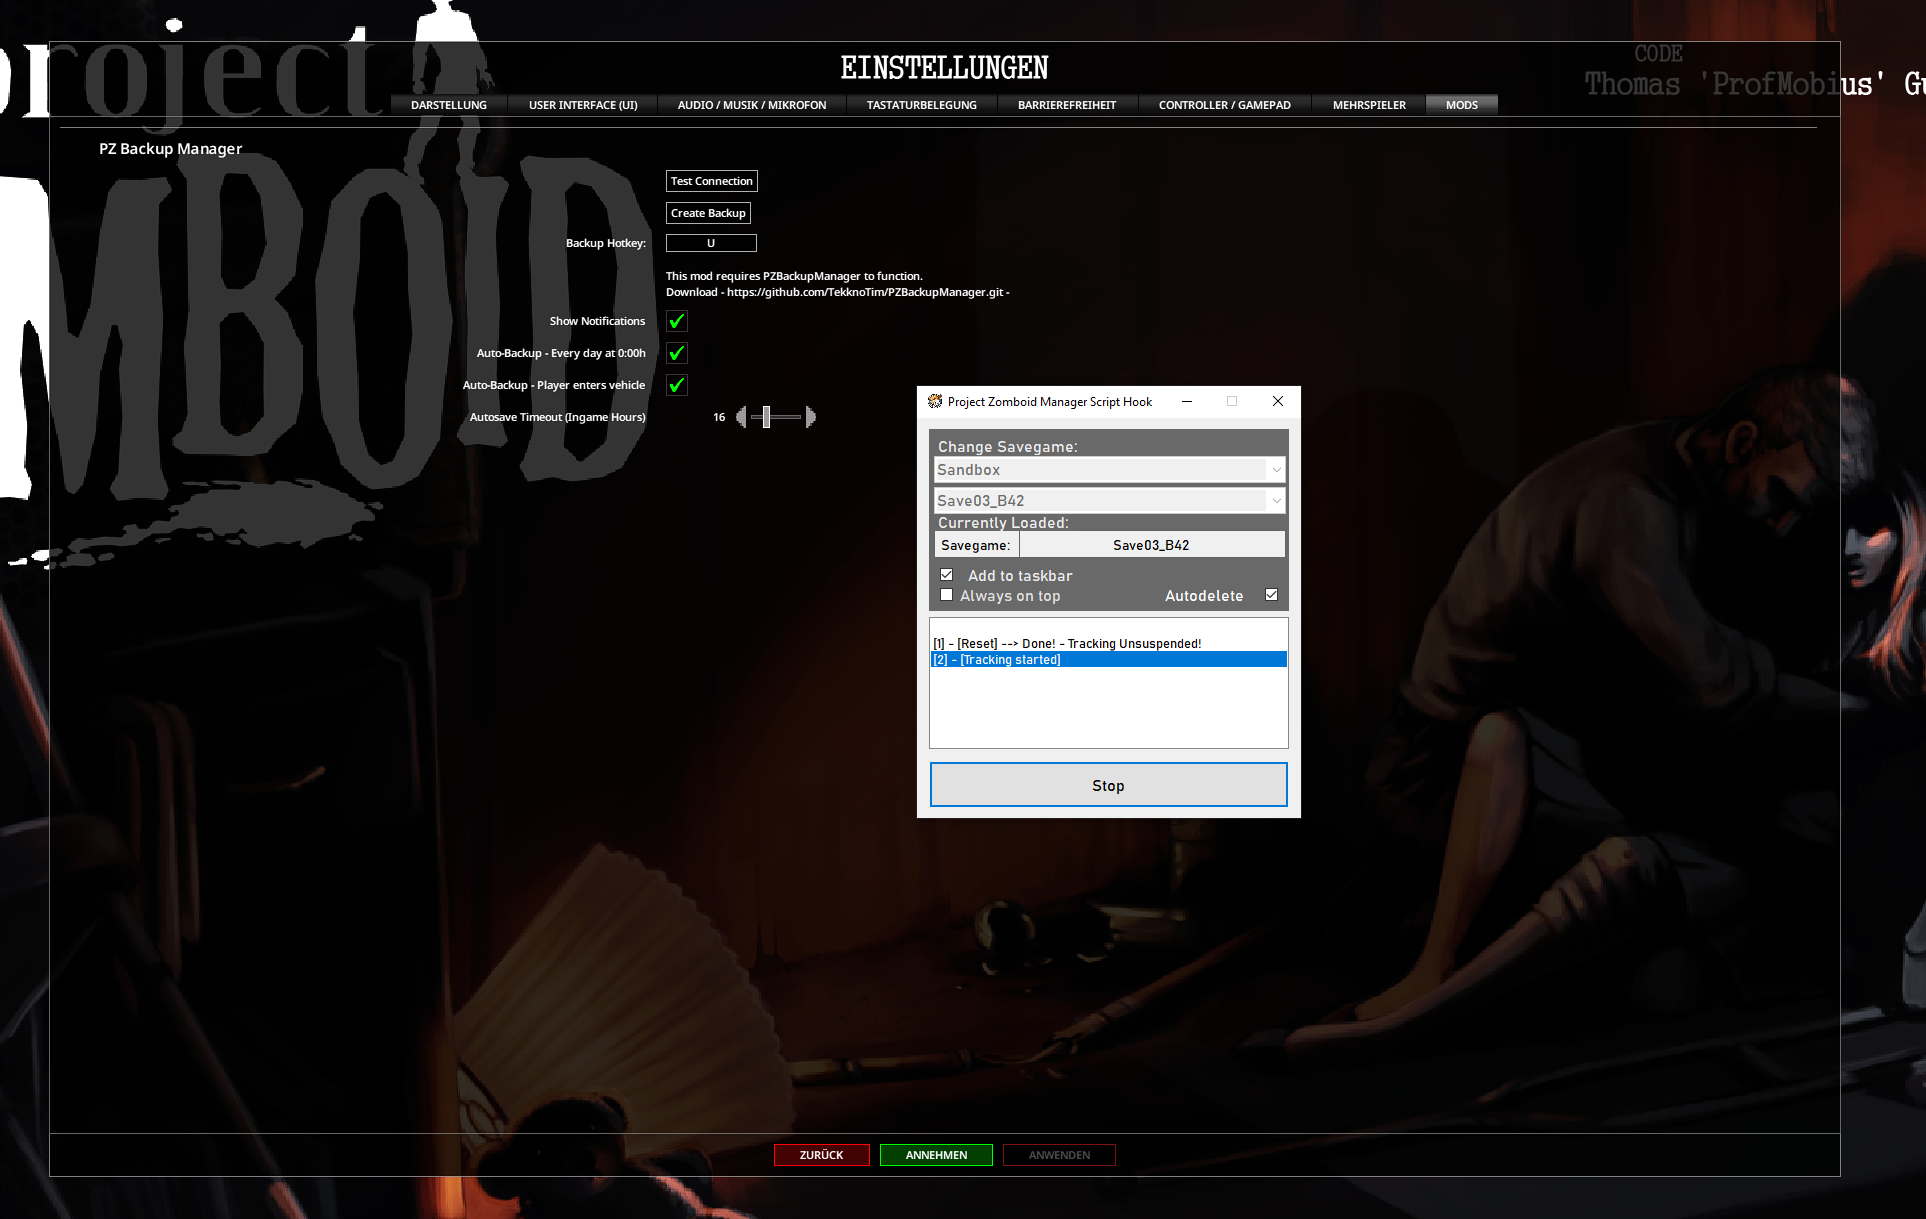 project
ZOMBOID
EINSTELLUNGEN
CODE
Thomas 'ProfMobius' Gu
DARSTELLUNG USER INTERFACE (UI) AUDIO / MUSIK / MIKROFON TASTATURBELEGUNG BARRIEREFREIHEIT CONTROLLER / GAMEPAD MEHRSPIELER MODS
PZ Backup Manager
Test Connection
Create Backup
Backup Hotkey: U
This mod requires PZBackupManager to function.
Download - https://github.com/TekknoTim/PZBackupManager.git -
Show Notifications
Auto-Backup - Every day at 0:00h
Auto-Backup - Player enters vehicle
Autosave Timeout (Ingame Hours) 16
Project Zomboid Manager Script Hook
Change Savegame:
Sandbox
Save03_B42
Currently Loaded:
Savegame: Save03_B42
Add to taskbar
Always on top Autodelete
[1] - [Reset] --> Done! - Tracking Unsuspended!
[2] - [Tracking started]
Stop
ZURÜCK ANNEHMEN ANWENDEN